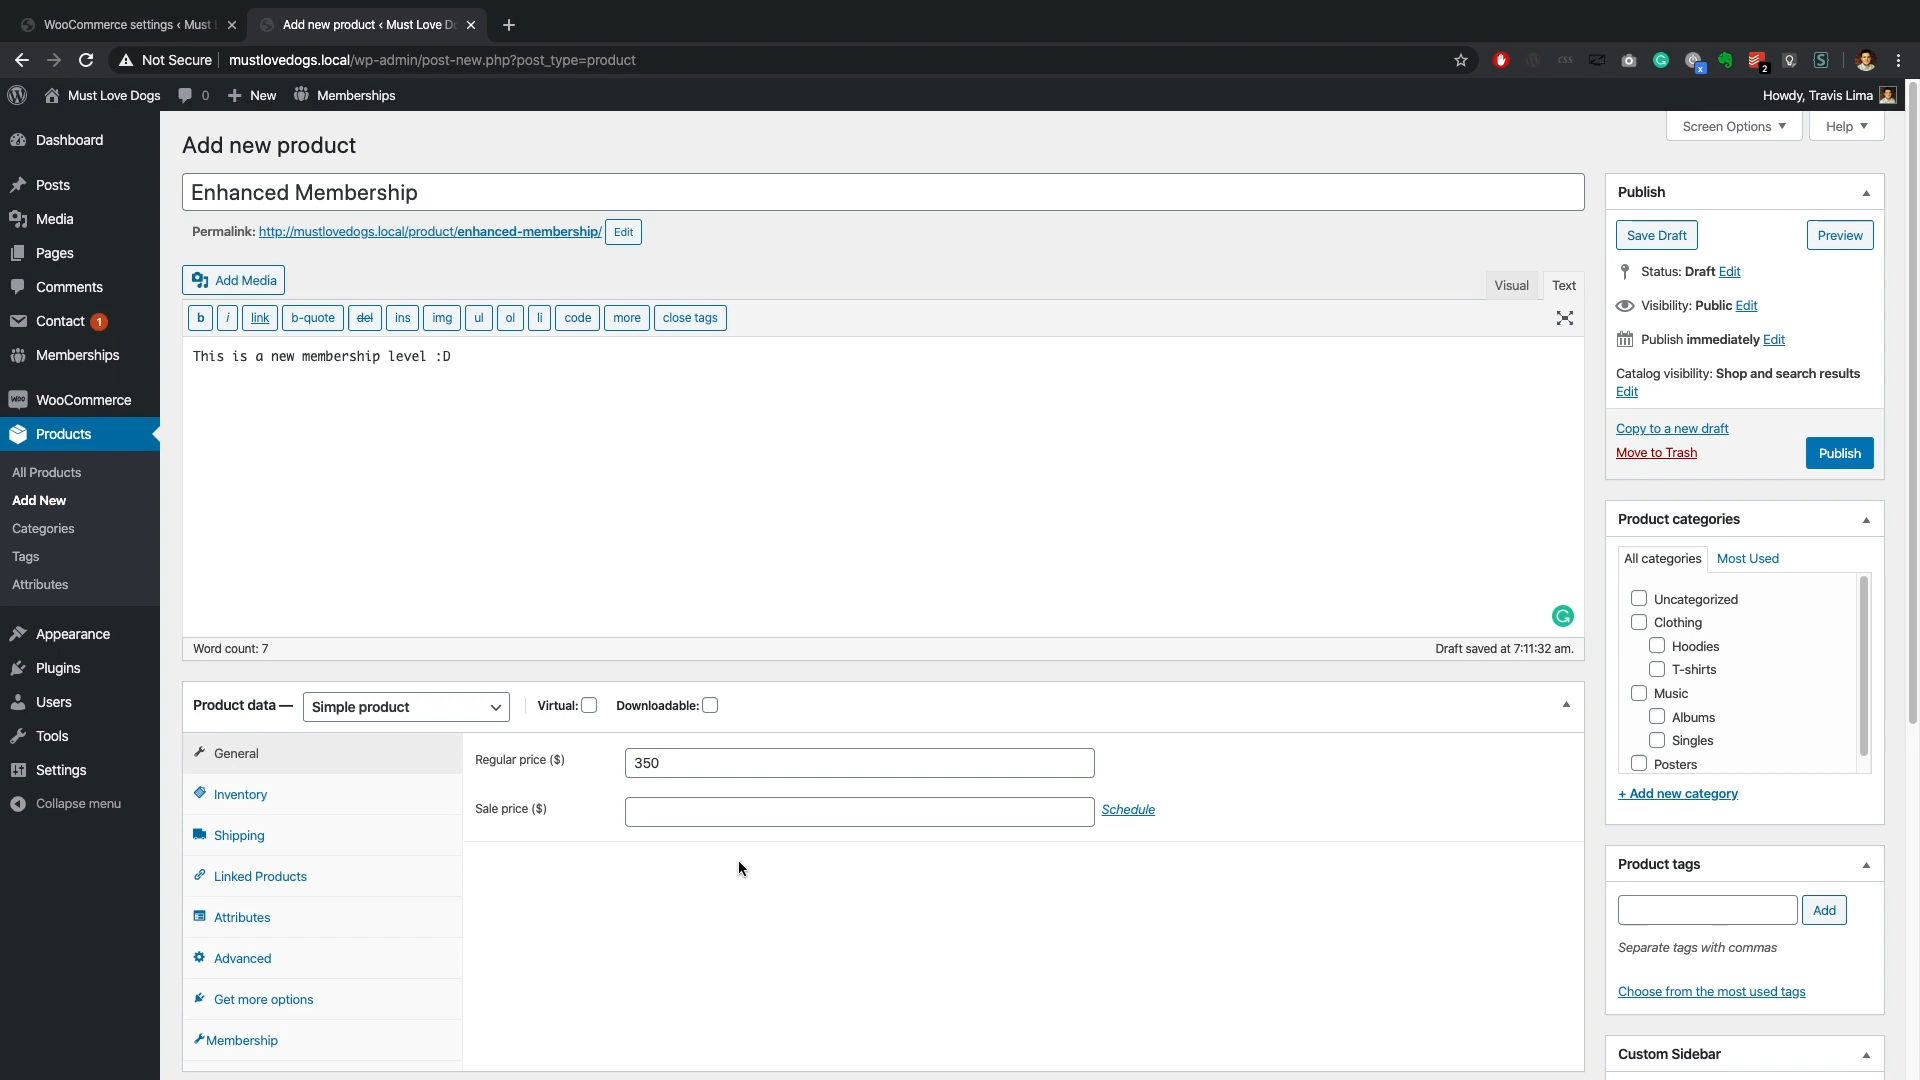 WooCommerce settings ‹ Must
Add new product ‹ Must Love Do
Not Secure
mustlovedogs.local/wp-admin/post-new.php?post_type=product
css
x
2
Must Love Dogs
0
New
Memberships
Howdy, Travis Lima
Screen Options
Help
Dashboard
Posts
Media
Pages
Comments
Contact 1
Memberships
WooCommerce
Products
All Products
Add New
Categories
Tags
Attributes
Appearance
Plugins
Users
Tools
Settings
Collapse menu
Add new product
Enhanced Membership
Permalink: http://mustlovedogs.local/product/enhanced-membership/ Edit
Add Media
Visual
Text
b
i
link
b-quote
del
ins
img
ul
ol
li
code
more
close tags
This is a new membership level :D
Word count: 7
Draft saved at 7:11:32 am.
Product data —
Simple product
Virtual:
Downloadable:
General
Inventory
Shipping
Linked Products
Attributes
Advanced
Get more options
Membership
Regular price ($)
350
Sale price ($)
Schedule
Publish
Save Draft
Preview
Status: Draft Edit
Visibility: Public Edit
Publish immediately Edit
Catalog visibility: Shop and search results
Edit
Copy to a new draft
Move to Trash
Publish
Product categories
All categories
Most Used
Uncategorized
Clothing
Hoodies
T-shirts
Music
Albums
Singles
Posters
+ Add new category
Product tags
Add
Separate tags with commas
Choose from the most used tags
Custom Sidebar